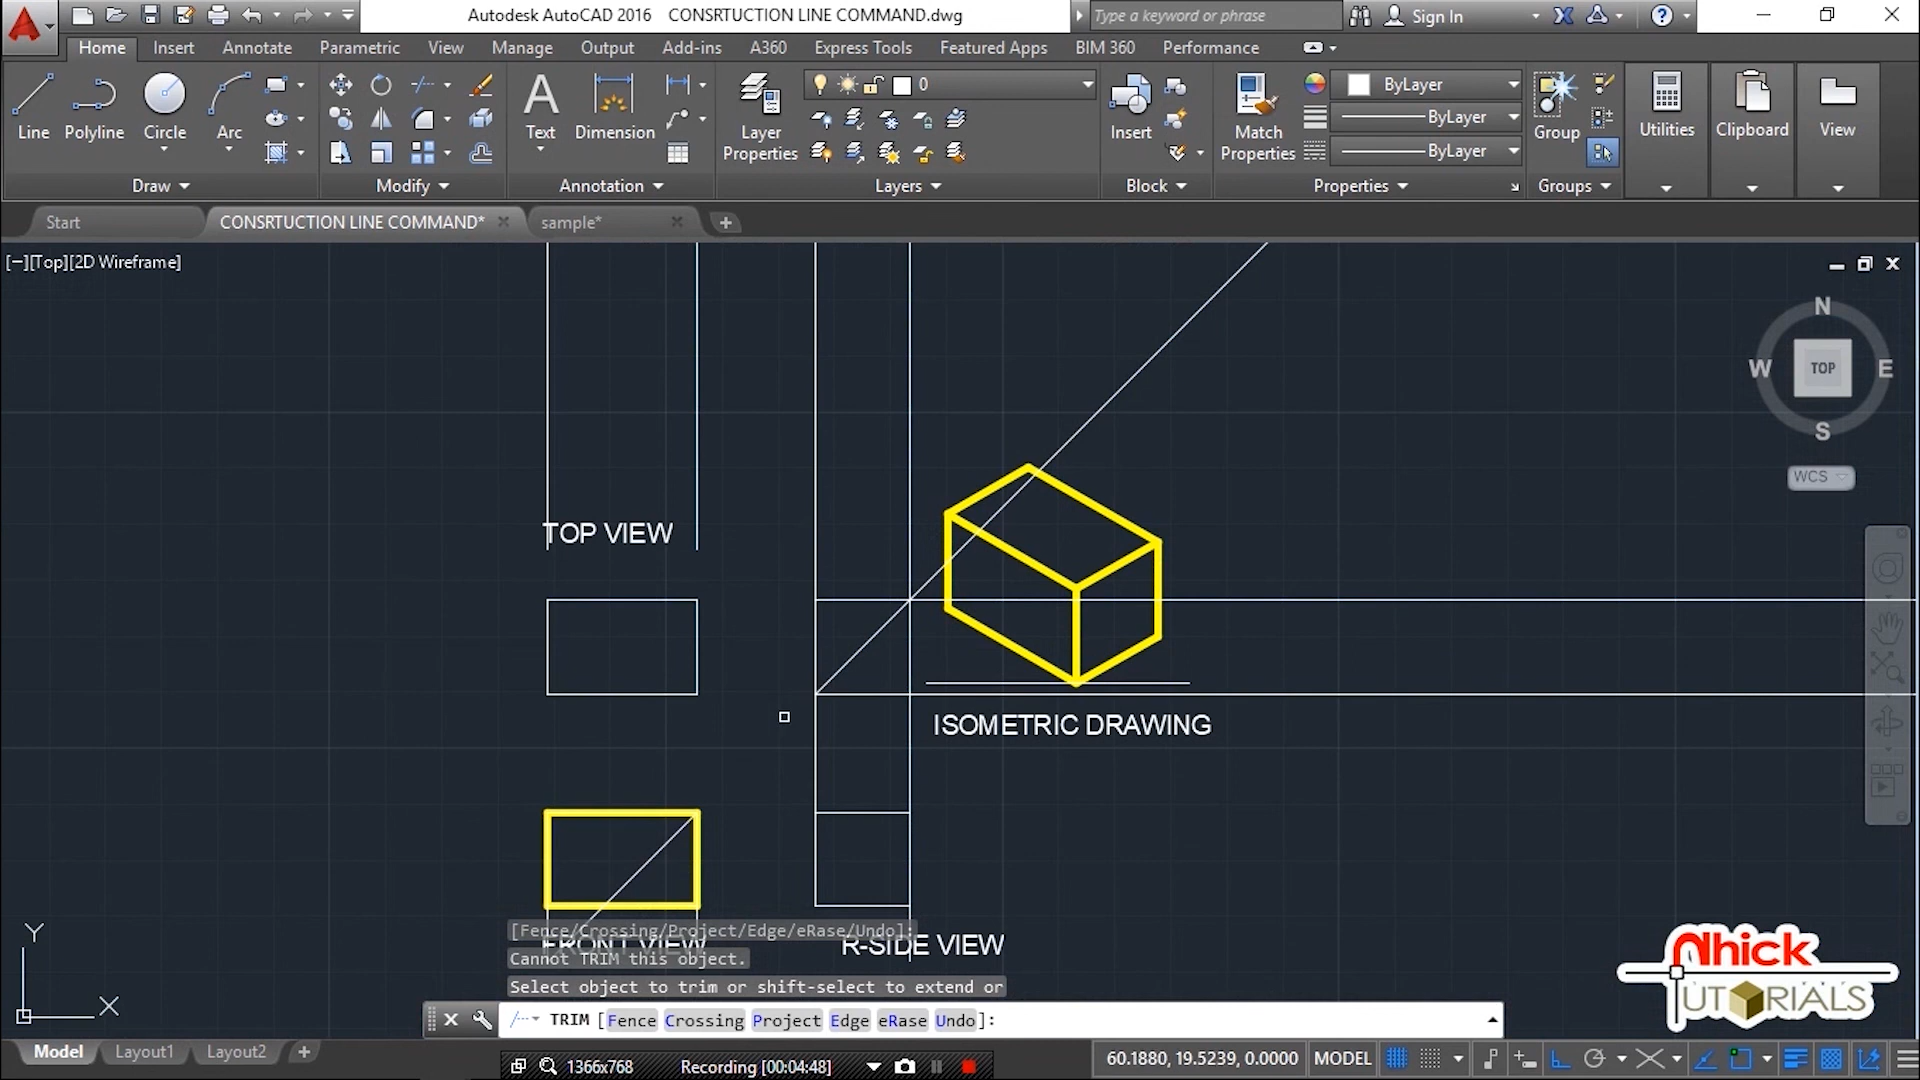 Autodesk AutoCAD 2016 CONSRTUCTION LINE COMMAND.dwg
Type a keyword or phrase
Sign In
Home Insert Annotate Parametric View Manage Output Add-ins A360 Express Tools Featured Apps BIM 360 Performance
Line Polyline Circle Arc
Draw
Modify
Text Dimension
Annotation
Layer Properties
0
Layers
Insert
Block
Match Properties
ByLayer
ByLayer
ByLayer
Properties
Group
Groups
Utilities
Clipboard
View
Start
CONSRTUCTION LINE COMMAND*
sample*
[−][Top][2D Wireframe]
N
W TOP E
S
WCS
TOP VIEW
ISOMETRIC DRAWING
FRONT VIEW
R-SIDE VIEW
[Fence/Crossing/Project/Edge/eRase/Undo]:
Cannot TRIM this object.
Select object to trim or shift-select to extend or
TRIM [Fence Crossing Project Edge eRase Undo]:
Y
X
Nhick
TUTORIALS
Model Layout1 Layout2
1366x768 Recording [00:04:48]
60.1880, 19.5239, 0.0000 MODEL